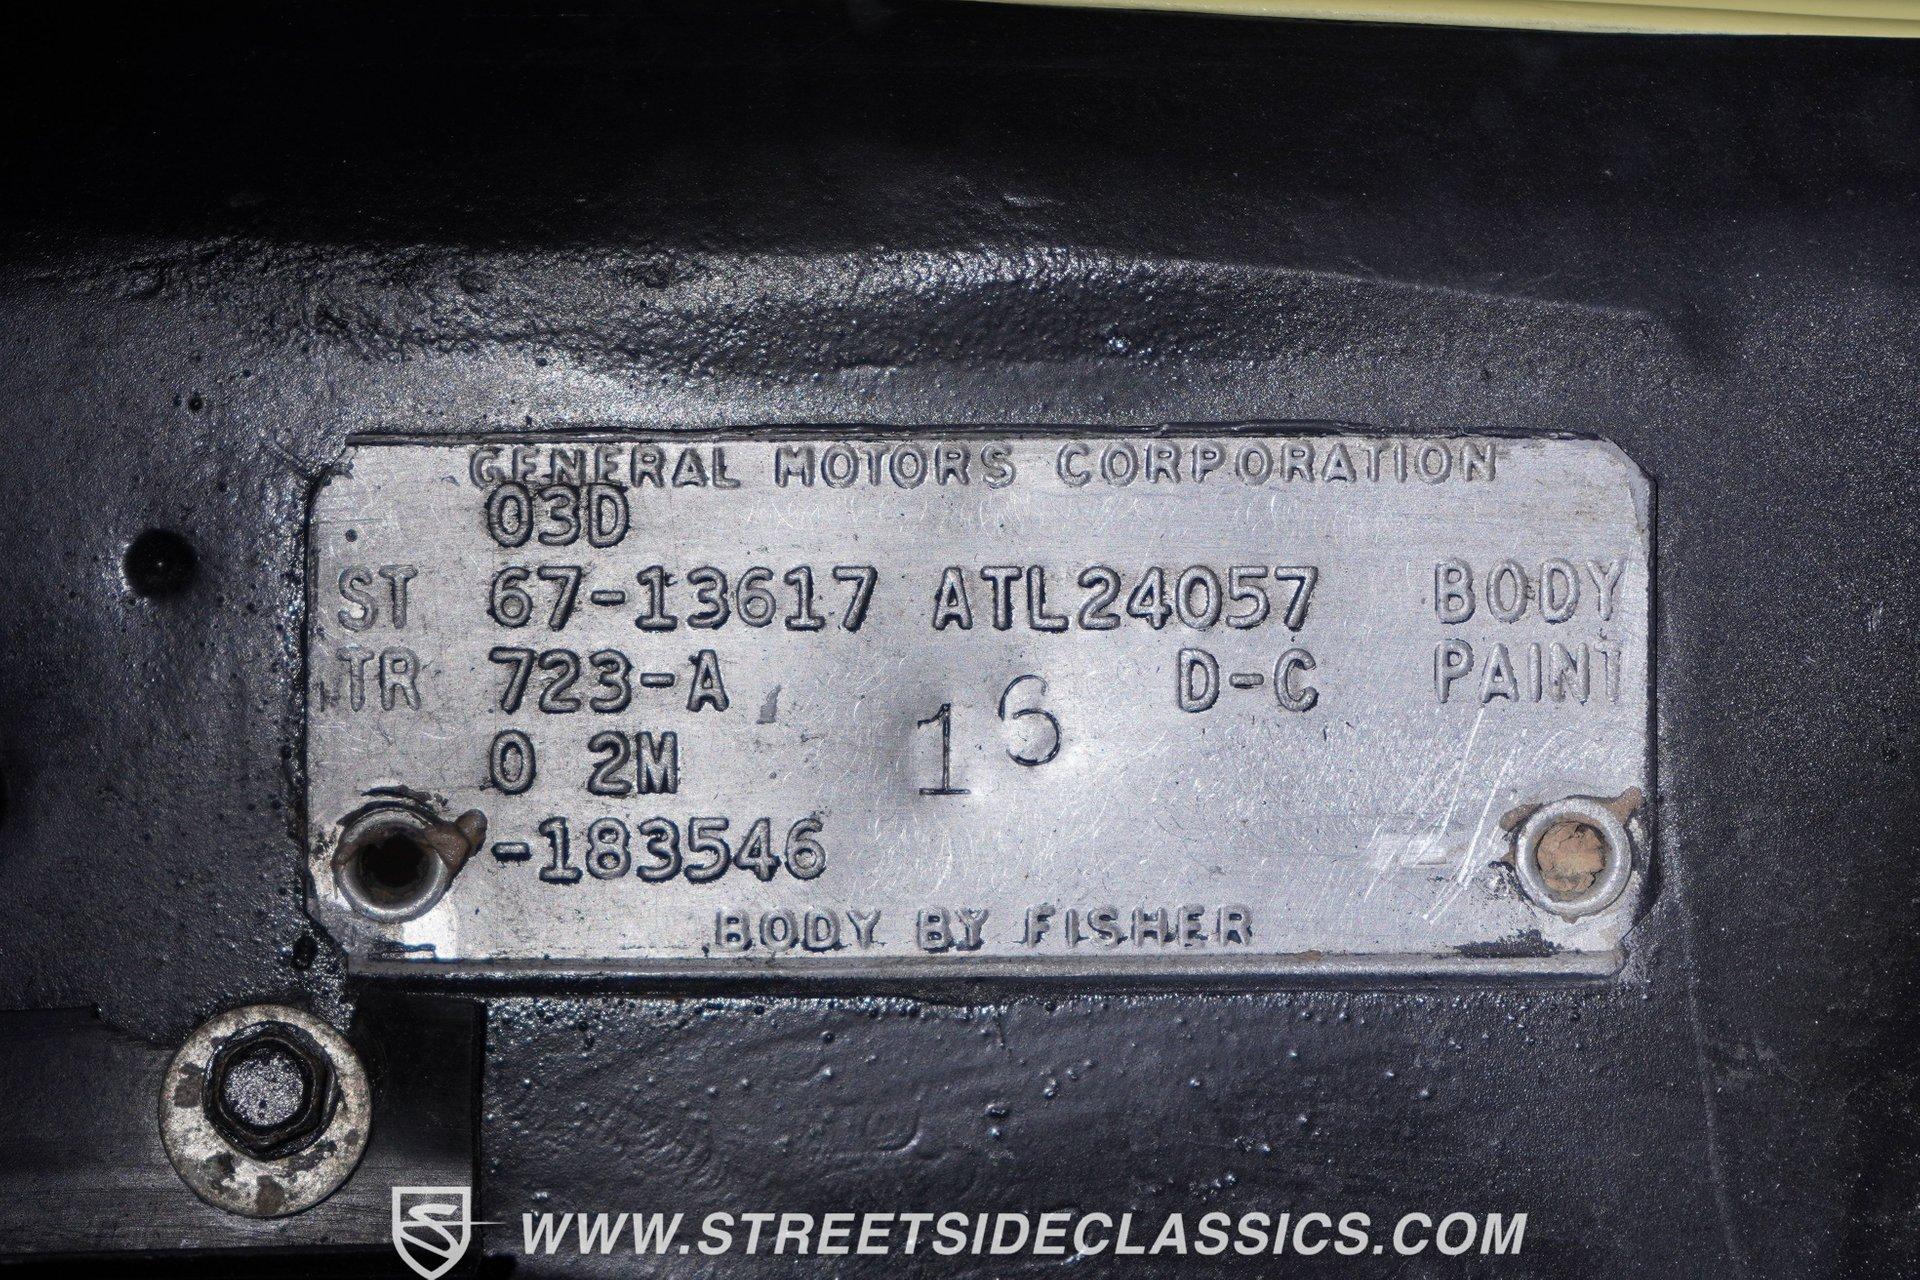 GENERAL MOTORS CORPORATION
03D
ST 67-13617 ATL24057 BODY
TR 723-A D-C PAINT
16
0 2M
-183546
BODY BY FISHER
WWW.STREETSIDECLASSICS.COM